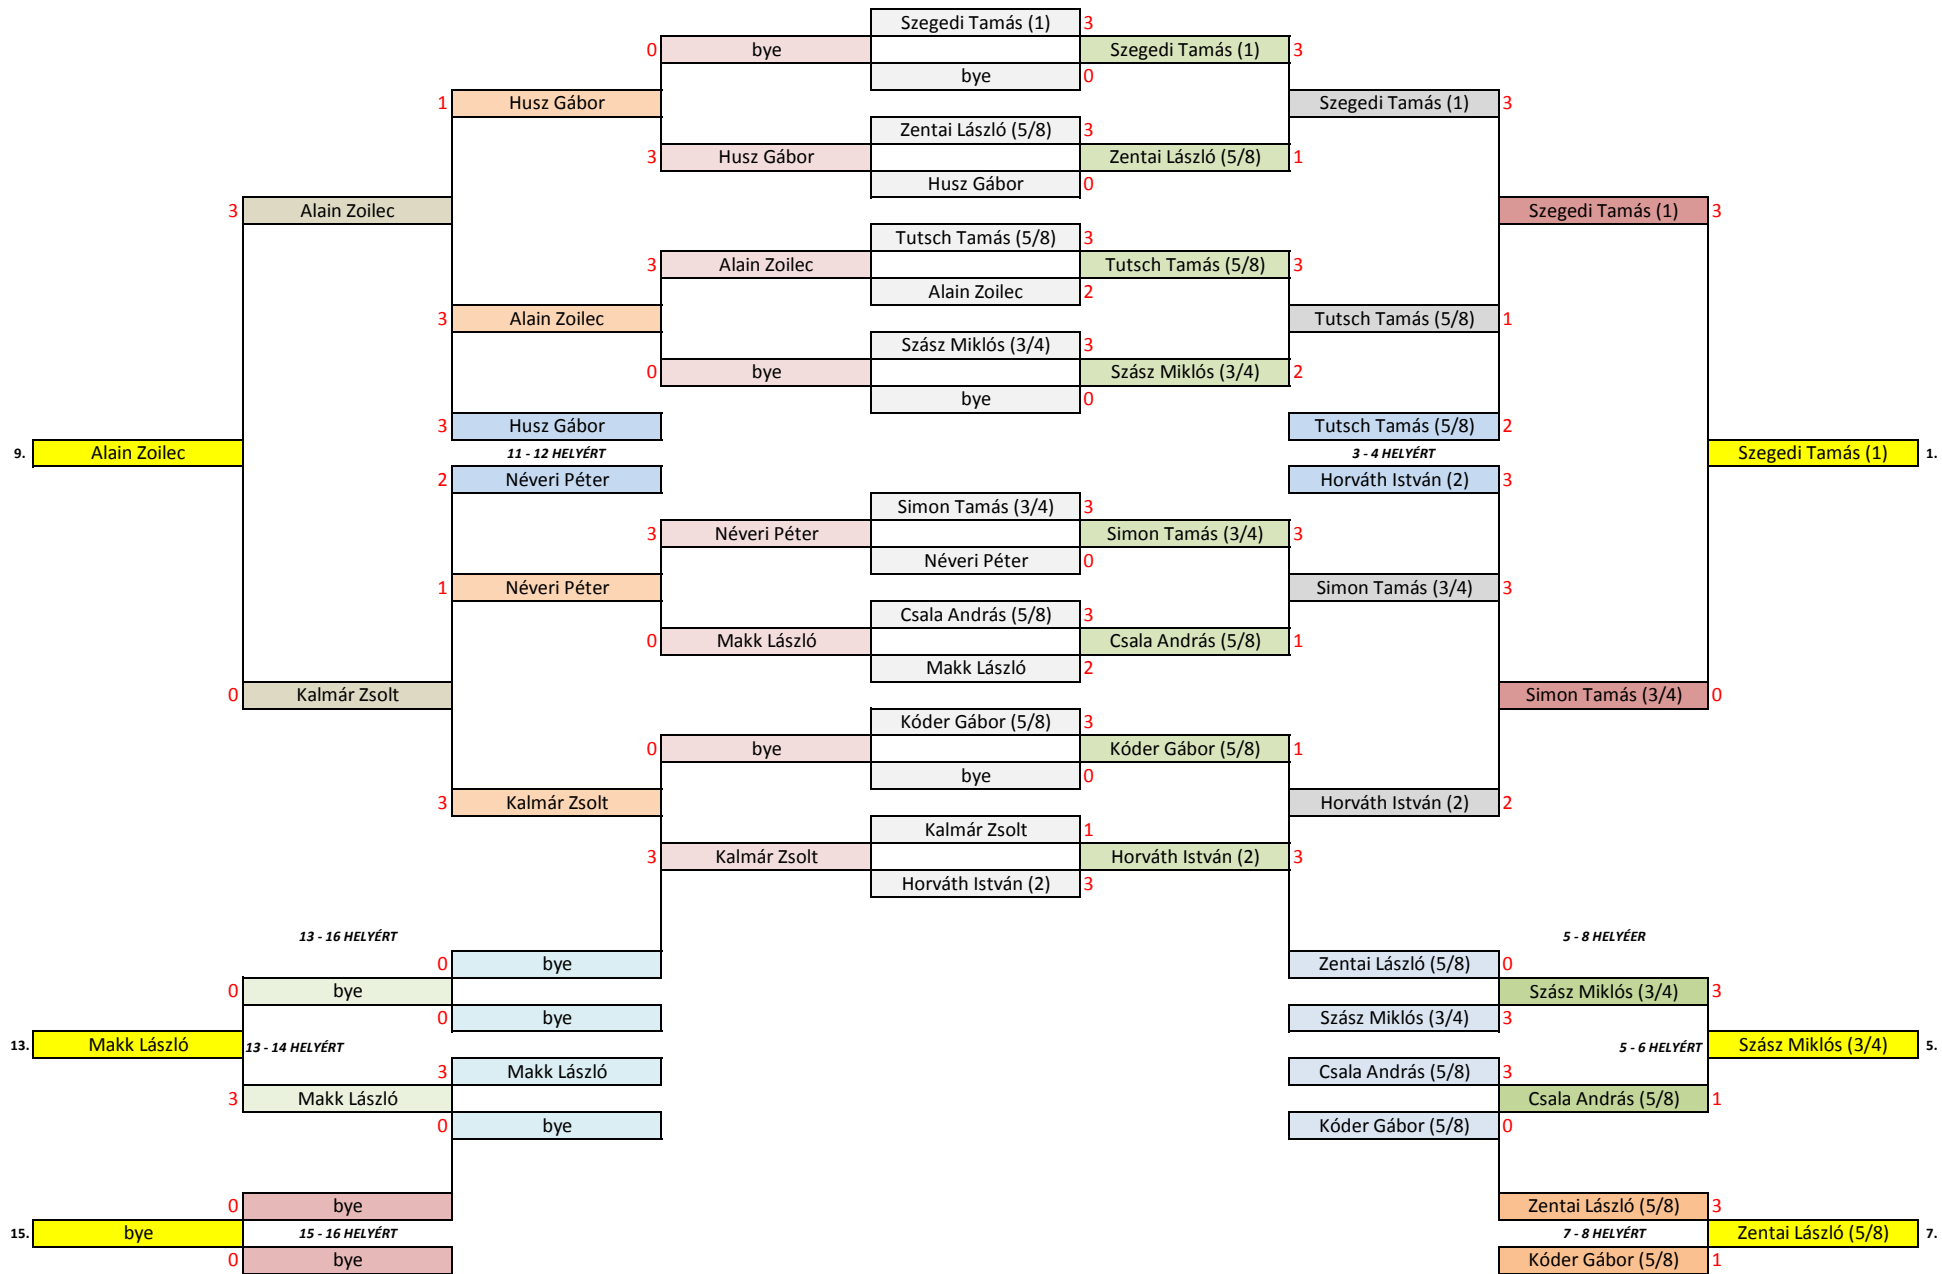 Szegedi Tamás (1) 3
0 bye Szegedi Tamás (1) 3
bye 0
1 Husz Gábor Szegedi Tamás (1) 3
Zentai László (5/8) 3
3 Husz Gábor Zentai László (5/8) 1
Husz Gábor 0
3 Alain Zoilec Szegedi Tamás (1) 3
Tutsch Tamás (5/8) 3
3 Alain Zoilec Tutsch Tamás (5/8) 3
Alain Zoilec 2
3 Alain Zoilec Tutsch Tamás (5/8) 1
Szász Miklós (3/4) 3
0 bye Szász Miklós (3/4) 2
bye 0
3 Husz Gábor Tutsch Tamás (5/8) 2
9. Alain Zoilec 11 - 12 HELYÉRT 3 - 4 HELYÉRT Szegedi Tamás (1) 1.
2 Néveri Péter Horváth István (2) 3
Simon Tamás (3/4) 3
3 Néveri Péter Simon Tamás (3/4) 3
Néveri Péter 0
1 Néveri Péter Simon Tamás (3/4) 3
Csala András (5/8) 3
0 Makk László Csala András (5/8) 1
Makk László 2
0 Kalmár Zsolt Simon Tamás (3/4) 0
Kóder Gábor (5/8) 3
0 bye Kóder Gábor (5/8) 1
bye 0
3 Kalmár Zsolt Horváth István (2) 2
Kalmár Zsolt 1
3 Kalmár Zsolt Horváth István (2) 3
Horváth István (2) 3
13 - 16 HELYÉRT 5 - 8 HELYÉER
0 bye Zentai László (5/8) 0
0 bye Szász Miklós (3/4) 3
0 bye Szász Miklós (3/4) 3
13. Makk László 13 - 14 HELYÉRT 5 - 6 HELYÉRT Szász Miklós (3/4) 5.
3 Makk László Csala András (5/8) 3
3 Makk László Csala András (5/8) 1
0 bye Kóder Gábor (5/8) 0
0 bye Zentai László (5/8) 3
15. bye 15 - 16 HELYÉRT 7 - 8 HELYÉRT Zentai László (5/8) 7.
0 bye Kóder Gábor (5/8) 1